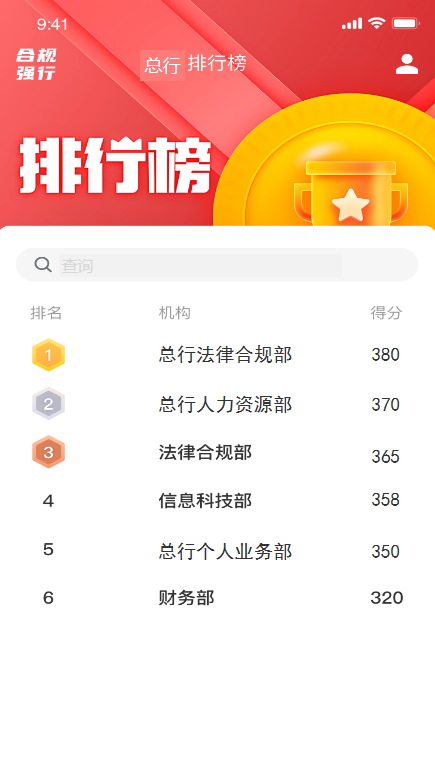 9:41
合规
强行
总行 排行榜
排行榜
查询
排名 机构 得分
1 总行法律合规部 380
2 总行人力资源部 370
3 法律合规部 365
4 信息科技部 358
5 总行个人业务部 350
6 财务部 320